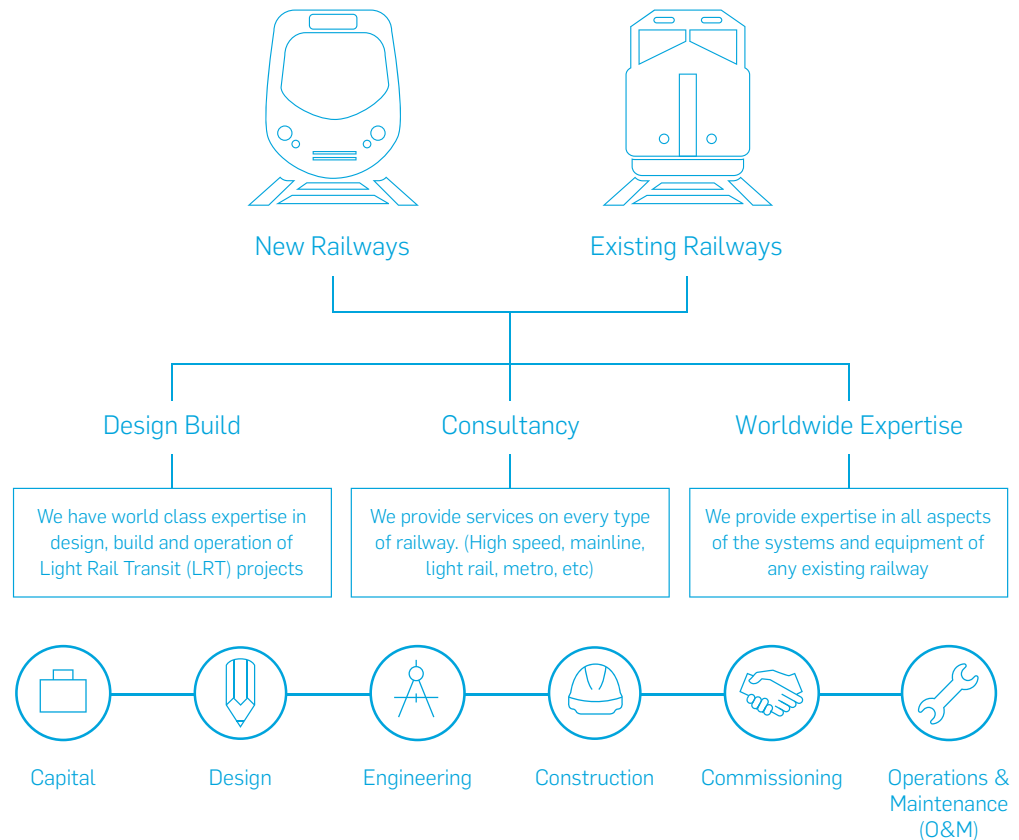 New Railways
Existing Railways
Design Build
Consultancy
Worldwide Expertise
We have world class expertise in
design, build and operation of
Light Rail Transit (LRT) projects
We provide services on every type
of railway. (High speed, mainline,
light rail, metro, etc)
We provide expertise in all aspects
of the systems and equipment of
any existing railway
Capital
Design
Engineering
Construction
Commissioning
Operations &
Maintenance
(O&M)